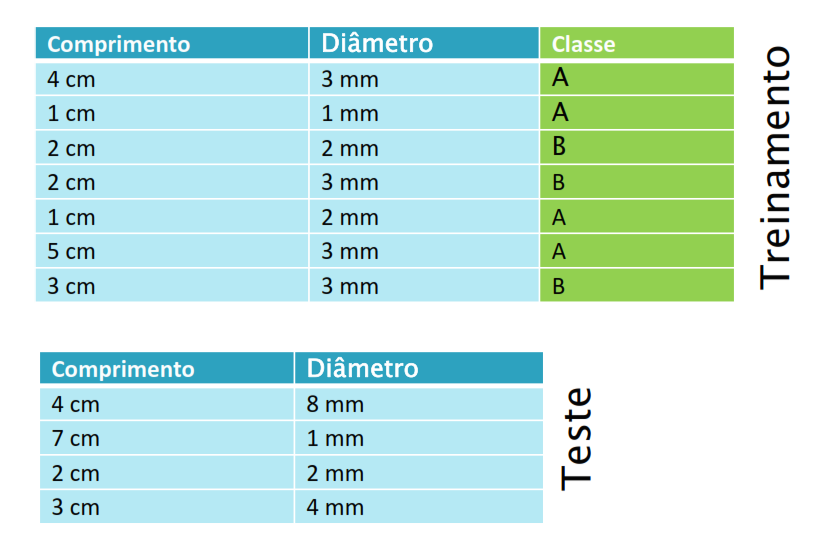 Comprimento Diâmetro Classe
4 cm 3 mm A
1 cm 1 mm A
2 cm 2 mm B
2 cm 3 mm B
1 cm 2 mm A
5 cm 3 mm A
3 cm 3 mm B
Treinamento
Comprimento Diâmetro
4 cm 8 mm
7 cm 1 mm
2 cm 2 mm
3 cm 4 mm
Teste